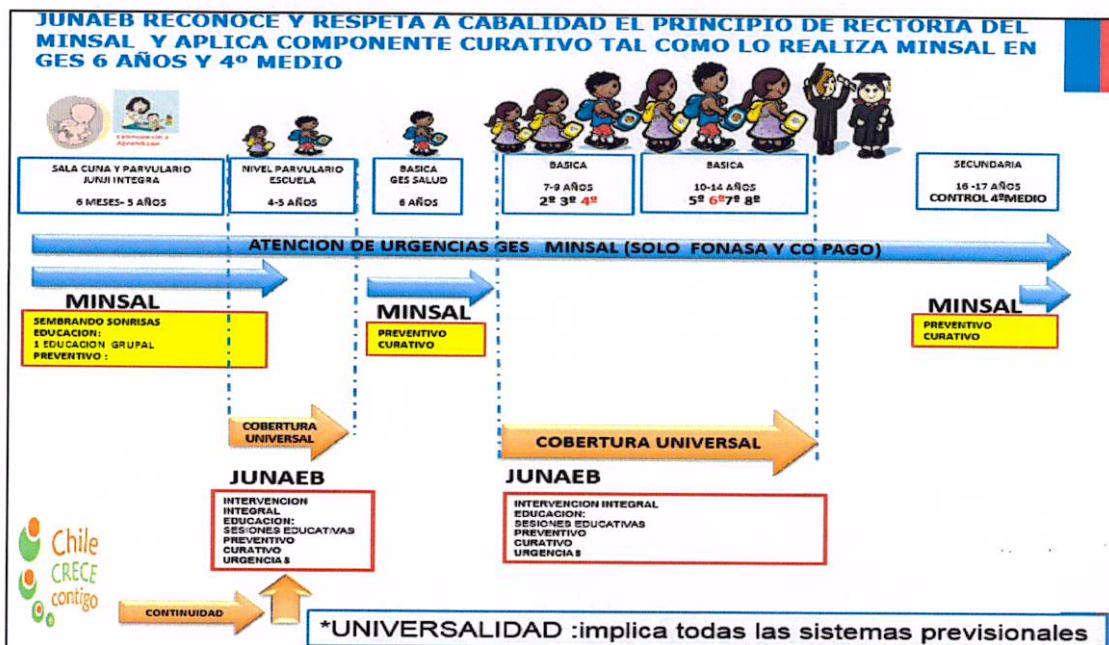 JUNAEB RECONOCE Y RESPETA A CABALIDAD EL PRINCIPIO DE RECTORIA DEL
MINSAL Y APLICA COMPONENTE CURATIVO TAL COMO LO REALIZA MINSAL EN
GES 6 AÑOS Y 4º MEDIO
SALA CUNA Y PARVULARIO
JUNJI INTEGRA
6 MESES- 5 AÑOS
NIVEL PARVULARIO
ESCUELA
4-5 AÑOS
BASICA
GES SALUD
6 AÑOS
BASICA
7-9 AÑOS
2º 3º 4º
BASICA
10-14 AÑOS
5º 6º7º 8º
SECUNDARIA
16 -17 AÑOS
CONTROL 4ºMEDIO
ATENCION DE URGENCIAS GES MINSAL (SOLO FONASA Y CO PAGO)
MINSAL
SEMBRANDO SONRISAS
EDUCACION:
1 EDUCACION GRUPAL
PREVENTIVO :
MINSAL
PREVENTIVO
CURATIVO
MINSAL
PREVENTIVO
CURATIVO
COBERTURA
UNIVERSAL
COBERTURA UNIVERSAL
JUNAEB
INTERVENCION
INTEGRAL
EDUCACION:
SESIONES EDUCATIVAS
PREVENTIVO
CURATIVO
URGENCIAS
JUNAEB
INTERVENCION INTEGRAL
EDUCACION:
SESIONES EDUCATIVAS
PREVENTIVO
CURATIVO
URGENCIAS
Chile
CRECE
contigo
CONTINUIDAD
*UNIVERSALIDAD :implica todas las sistemas previsionales